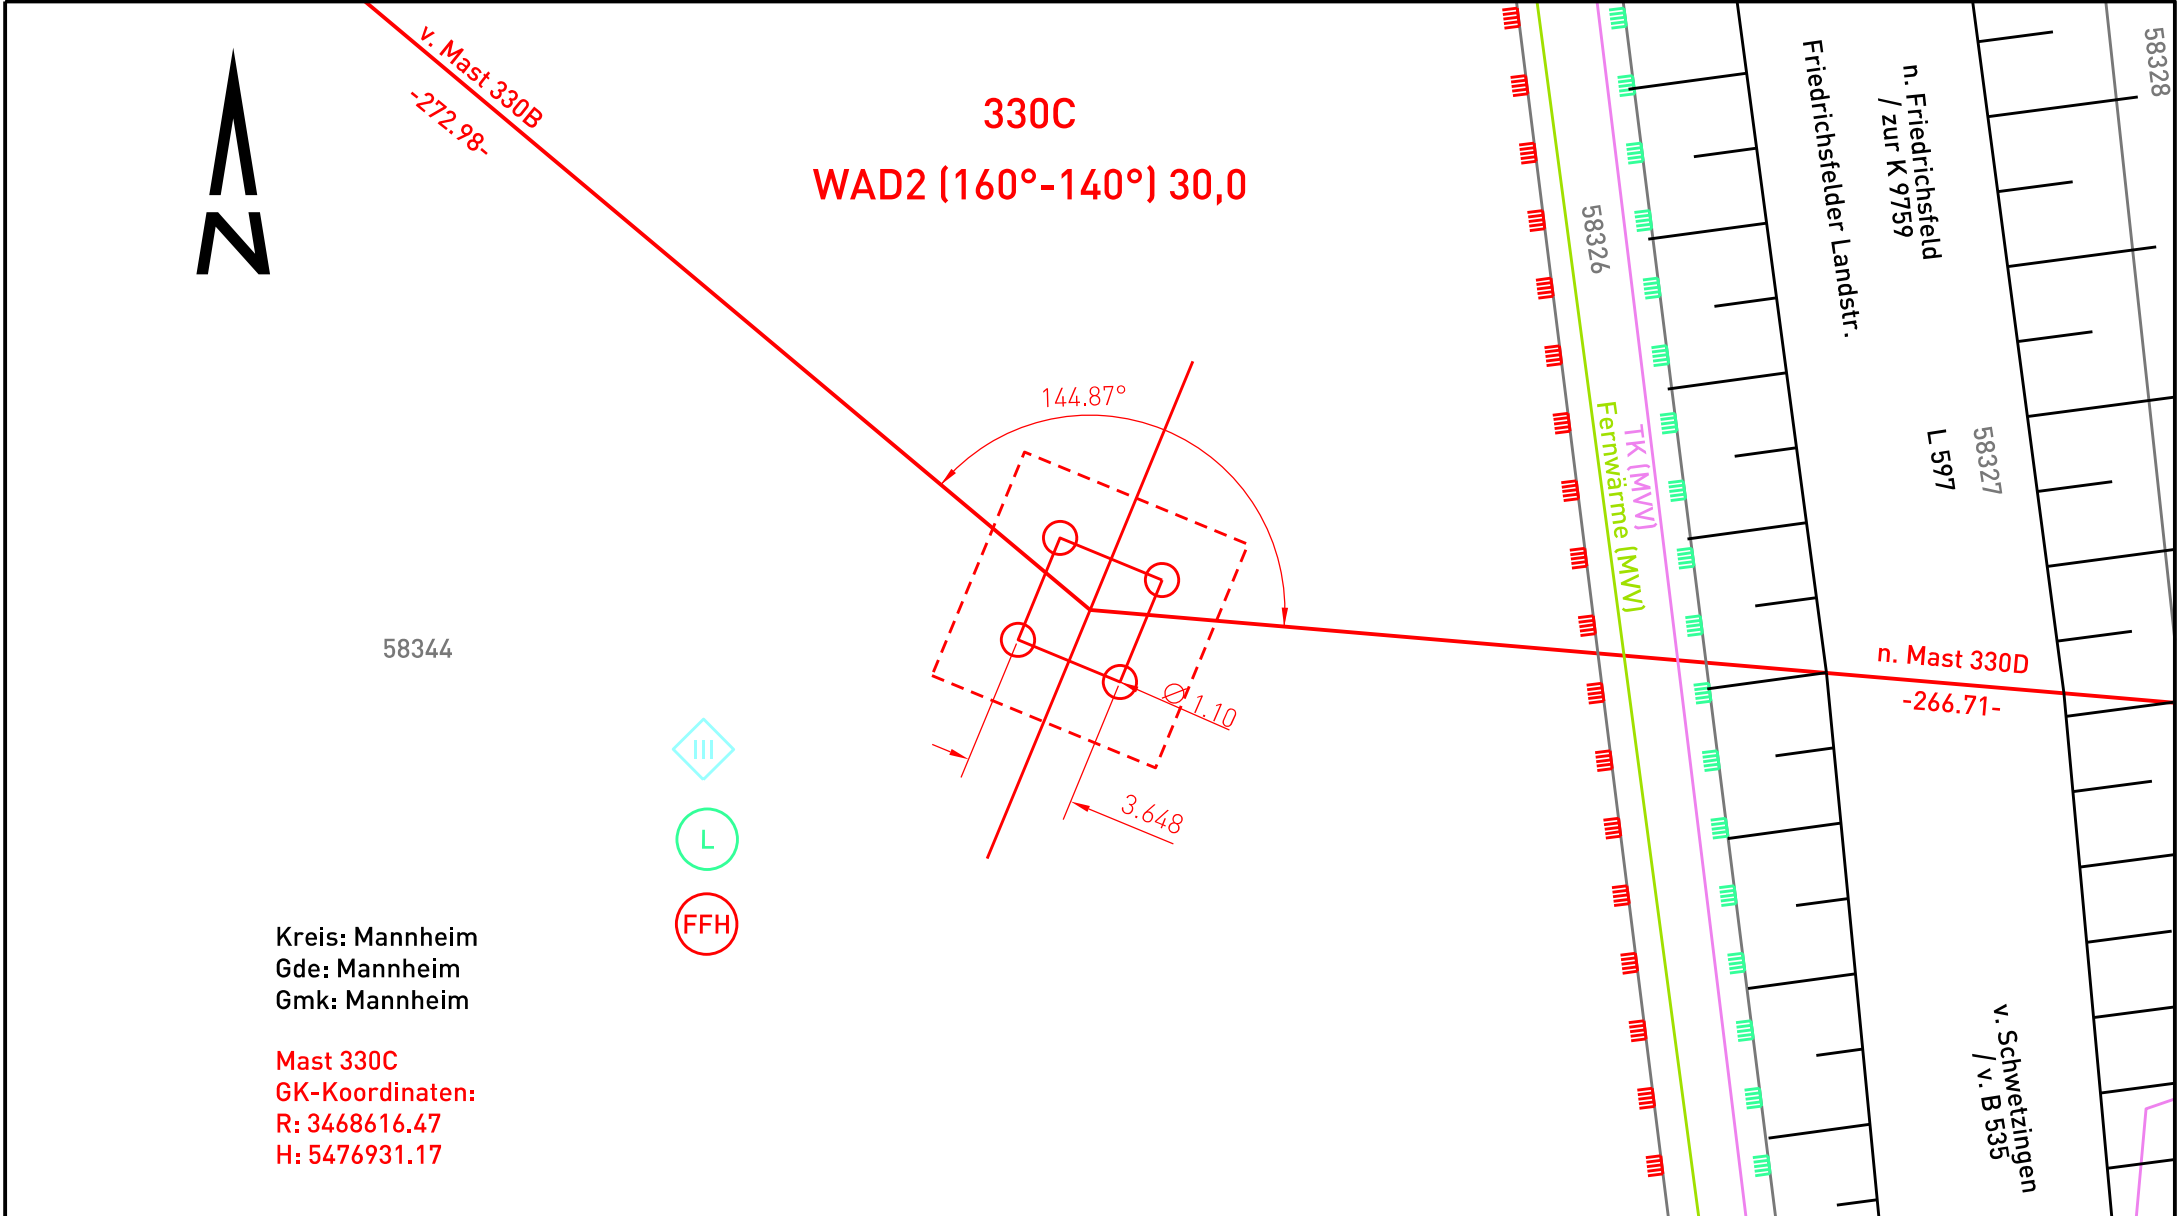 v. Mast 330B
-272.98-
330C
WAD2 (160°-140°) 30,0
N
144.87°
58344
Ø 1.10
3.648
III
L
FFH
Kreis: Mannheim
Gde: Mannheim
Gmk: Mannheim
Mast 330C
GK-Koordinaten:
R: 3468616.47
H: 5476931.17
58326
TK (MVV)
Fernwärme (MVV)
Friedrichsfelder Landstr.
n. Friedrichsfeld
/ zur K 9759
58328
L 597
58327
n. Mast 330D
-266.71-
v. Schwetzingen
/ v. B 535